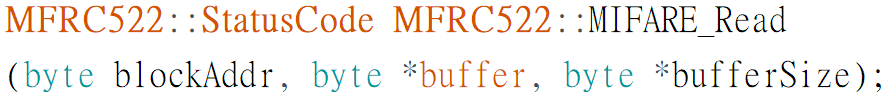 MFRC522::StatusCode MFRC522::MIFARE_Read
(byte blockAddr, byte *buffer, byte *bufferSize);